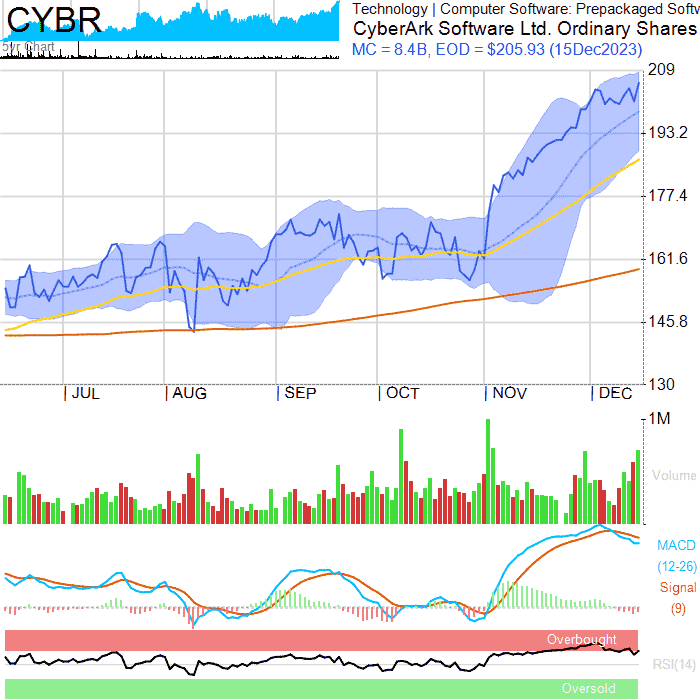 CYBR
5yr Chart
Technology | Computer Software: Prepackaged Softw
CyberArk Software Ltd. Ordinary Shares
MC = 8.4B, EOD = $205.93 (15Dec2023)
209
193.2
177.4
161.6
145.8
130
JUL AUG SEP OCT NOV DEC
1M
Volume
MACD
(12-26)
Signal
(9)
Overbought
RSI(14)
Oversold